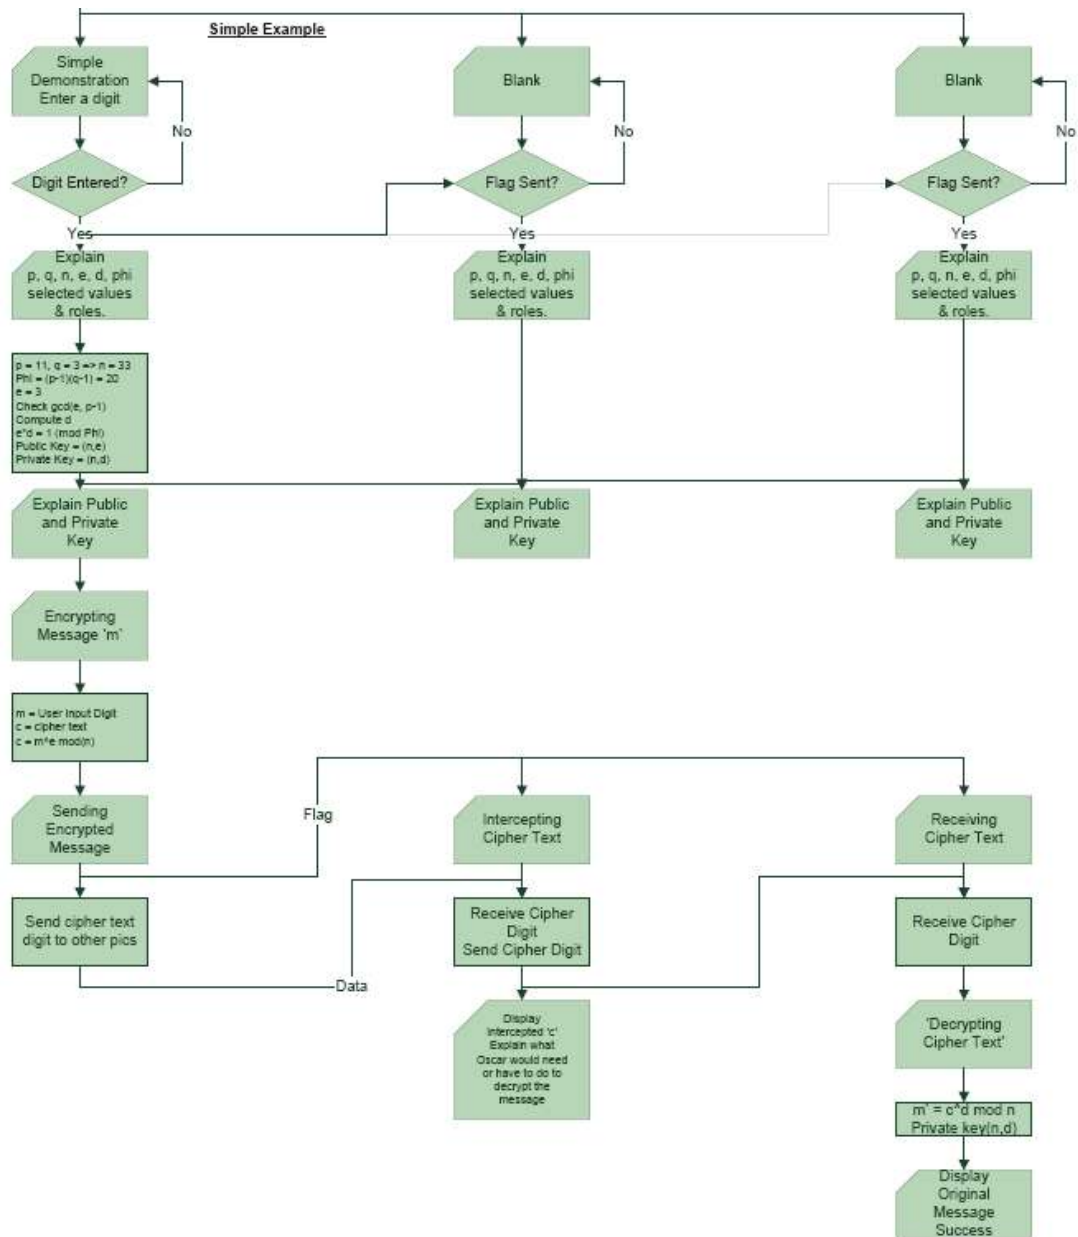 Simple Example
Simple
Demonstration
Enter a digit
No
Digit Entered?
Yes
Explain
p, q, n, e, d, phi
selected values
& roles.
p = 11, q = 3 => n = 33
Phi = (p-1)(q-1) = 20
e = 3
Check gcd(e, p-1)
Compute d
e*d = 1 (mod Phi)
Public Key = (n,e)
Private Key = (n,d)
Explain Public
and Private
Key
Encrypting
Message 'm'
m = User Input Digit
c = cipher text
c = m^e mod(n)
Sending
Encrypted
Message
Flag
Send cipher text
digit to other pics
Data
Blank
No
Flag Sent?
Yes
Explain
p, q, n, e, d, phi
selected values
& roles.
Explain Public
and Private
Key
Intercepting
Cipher Text
Receive Cipher
Digit
Send Cipher Digit
Display
Intercepted 'c'
Explain what
Oscar would need
or have to do to
decrypt the
message
Blank
No
Flag Sent?
Yes
Explain
p, q, n, e, d, phi
selected values
& roles.
Explain Public
and Private
Key
Receiving
Cipher Text
Receive Cipher
Digit
'Decrypting
Cipher Text'
m` = c^d mod n
Private key(n,d)
Display
Original
Message
Success